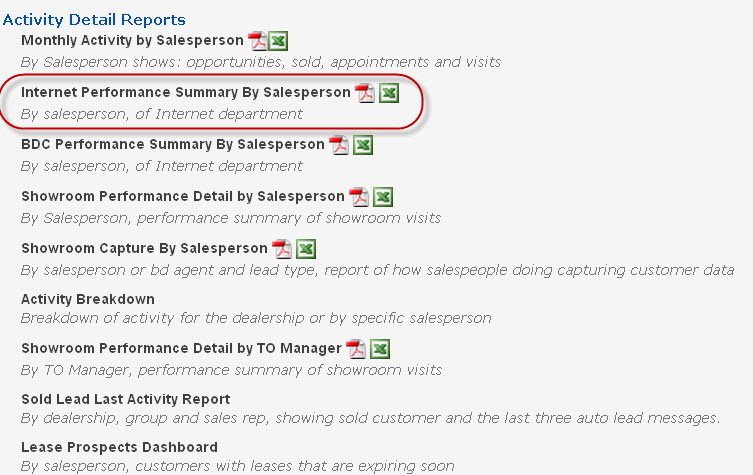 Activity Detail Reports
Monthly Activity by Salesperson
By Salesperson shows: opportunities, sold, appointments and visits
Internet Performance Summary By Salesperson
By salesperson, of Internet department
BDC Performance Summary By Salesperson
By salesperson, of Internet department
Showroom Performance Detail by Salesperson
By Salesperson, performance summary of showroom visits
Showroom Capture By Salesperson
By salesperson or bd agent and lead type, report of how salespeople doing capturing customer data
Activity Breakdown
Breakdown of activity for the dealership or by specific salesperson
Showroom Performance Detail by TO Manager
By TO Manager, performance summary of showroom visits
Sold Lead Last Activity Report
By dealership, group and sales rep, showing sold customer and the last three auto lead messages.
Lease Prospects Dashboard
By salesperson, customers with leases that are expiring soon